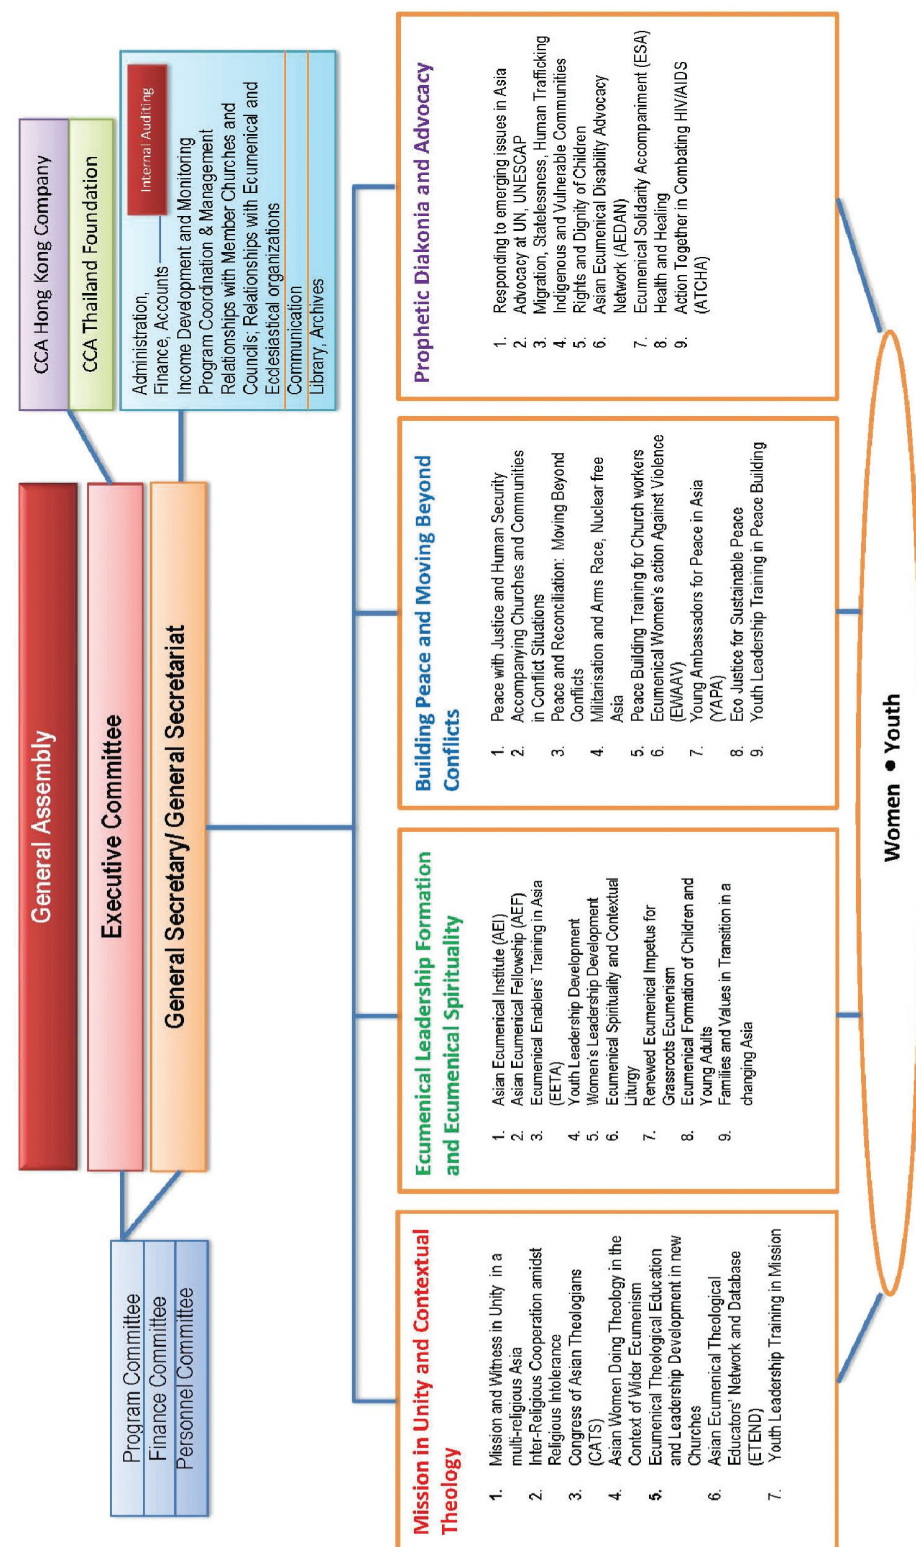 General Assembly
Executive Committee
General Secretary/ General Secretariat
Program Committee
Finance Committee
Personnel Committee
CCA Hong Kong Company
CCA Thailand Foundation
Internal Auditing
Administration,
Finance, Accounts
Income Development and Monitoring
Program Coordination & Management
Relationships with Member Churches and
Councils; Relationships with Ecumenical and
Ecclesiastical organizations
Communication
Library, Archives
Mission in Unity and Contextual
Theology
1. Mission and Witness in Unity in a
multi-religious Asia
2. Inter-Religious Cooperation amidst
Religious Intolerance
3. Congress of Asian Theologians
(CATS)
4. Asian Women Doing Theology in the
Context of Wider Ecumenism
5. Ecumenical Theological Education
and Leadership Development in new
Churches
6. Asian Ecumenical Theological
Educators' Network and Database
(ETEND)
7. Youth Leadership Training in Mission
Ecumenical Leadership Formation
and Ecumenical Spirituality
1. Asian Ecumenical Institute (AEI)
2. Asian Ecumenical Fellowship (AEF)
3. Ecumenical Enablers' Training in Asia
(EETA)
4. Youth Leadership Development
5. Women's Leadership Development
6. Ecumenical Spirituality and Contextual
Liturgy
7. Renewed Ecumenical Impetus for
Grassroots Ecumenism
8. Ecumenical Formation of Children and
Young Adults
9. Families and Values in Transition in a
changing Asia
Building Peace and Moving Beyond
Conflicts
1. Peace with Justice and Human Security
2. Accompanying Churches and Communities
in Conflict Situations
3. Peace and Reconciliation: Moving Beyond
Conflicts
4. Militarisation and Arms Race, Nuclear free
Asia
5. Peace Building Training for Church workers
6. Ecumenical Women's action Against Violence
(EWAAV)
7. Young Ambassadors for Peace in Asia
(YAPA)
8. Eco Justice for Sustainable Peace
9. Youth Leadership Training in Peace Building
Prophetic Diakonia and Advocacy
1. Responding to emerging issues in Asia
2. Advocacy at UN, UNESCAP
3. Migration, Statelessness, Human Trafficking
4. Indigenous and Vulnerable Communities
5. Rights and Dignity of Children
6. Asian Ecumenical Disability Advocacy
Network (AEDAN)
7. Ecumenical Solidarity Accompaniment (ESA)
8. Health and Healing
9. Action Together in Combating HIV/AIDS
(ATCHA)
Women ● Youth